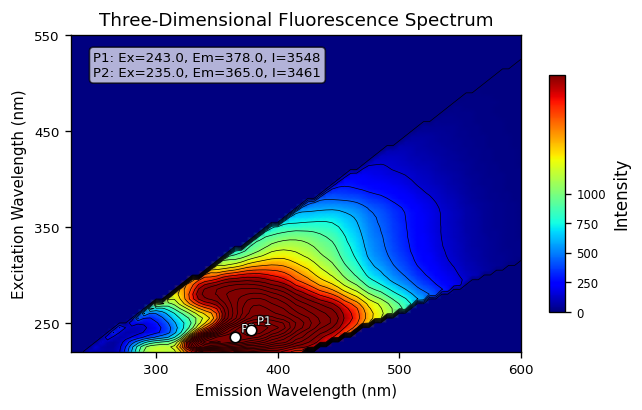 Three-Dimensional Fluorescence Spectrum
P1: Ex=243.0, Em=378.0, I=3548
P2: Ex=235.0, Em=365.0, I=3461
550
450
350
250
Excitation Wavelength (nm)
P1
300
400
500
600
Emission Wavelength (nm)
1000
750
500
250
0
Intensity